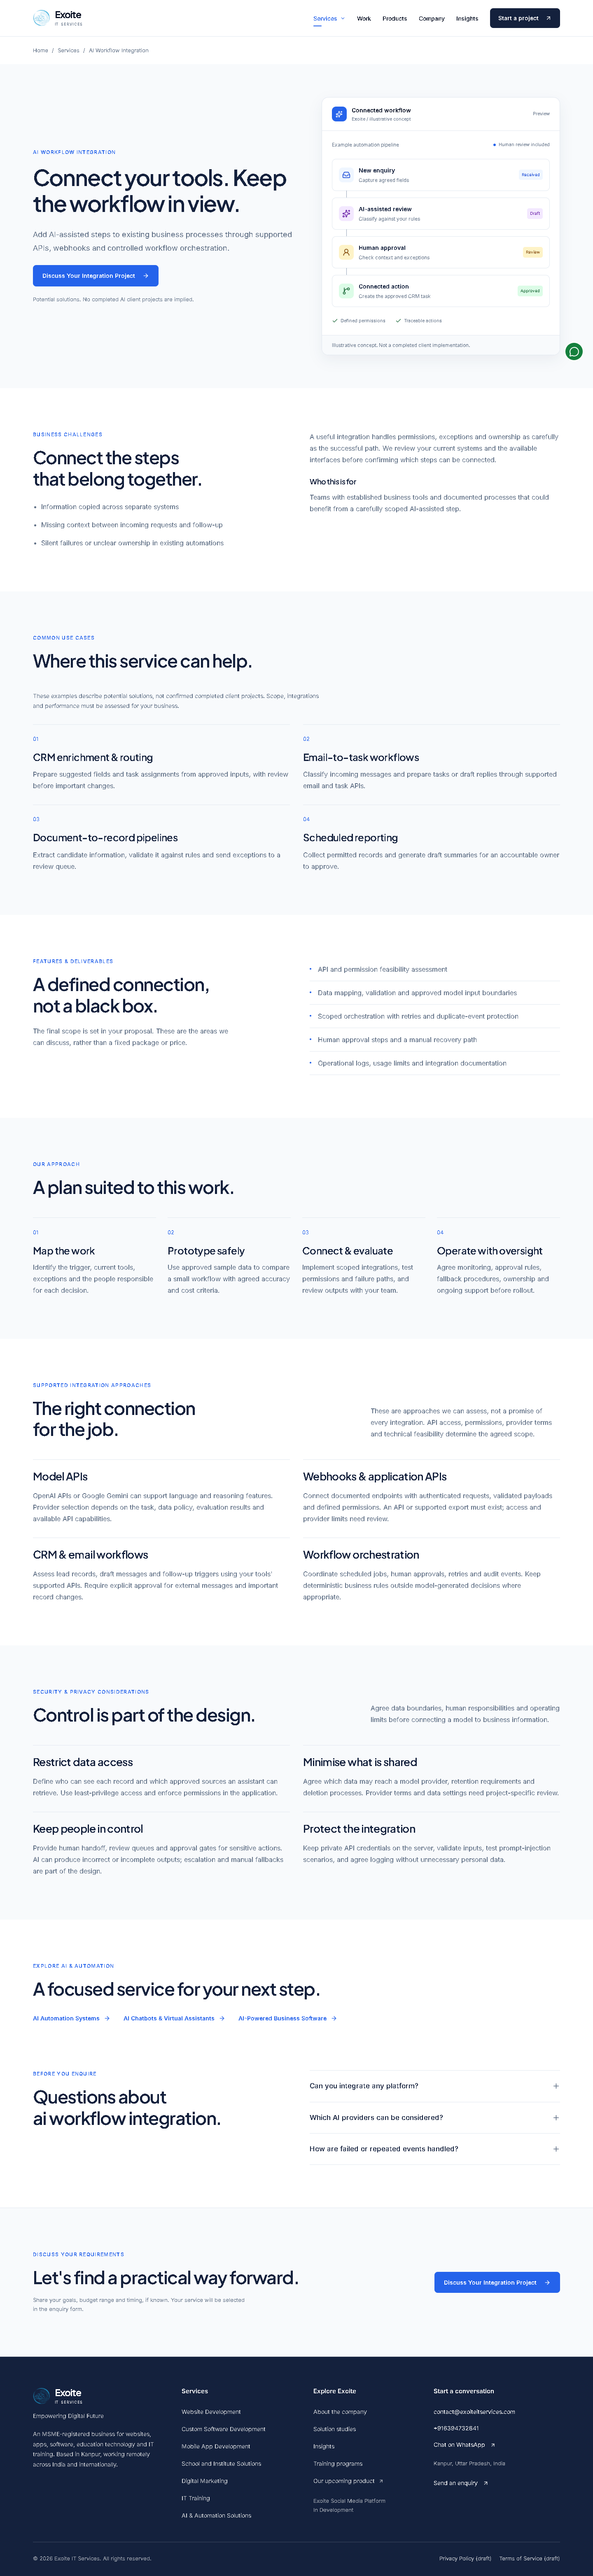 Exoite
IT SERVICES
Services
Work
Products
Company
Insights
Start a project
Home / Services / AI Workflow Integration
AI WORKFLOW INTEGRATION
Connect your tools. Keep
the workflow in view.
Add AI-assisted steps to existing business processes through supported
APIs, webhooks and controlled workflow orchestration.
Discuss Your Integration Project
Potential solutions. No completed AI client projects are implied.
Connected workflow
Exoite / Illustrative concept
Preview
Example automation pipeline
Human review included
New enquiry
Capture agreed fields
Received
AI-assisted review
Classify against your rules
Draft
Human approval
Check context and exceptions
Review
Connected action
Create the approved CRM task
Approved
Defined permissions
Traceable actions
Illustrative concept. Not a completed client implementation.
BUSINESS CHALLENGES
Connect the steps
that belong together.
Information copied across separate systems
Missing context between incoming requests and follow-up
Silent failures or unclear ownership in existing automations
A useful integration handles permissions, exceptions and ownership as carefully
as the successful path. We review your current systems and the available
interfaces before confirming which steps can be connected.
Who this is for
Teams with established business tools and documented processes that could
benefit from a carefully scoped AI-assisted step.
COMMON USE CASES
Where this service can help.
These examples describe potential solutions, not confirmed completed client projects. Scope, integrations
and performance must be assessed for your business.
01
CRM enrichment & routing
Prepare suggested fields and task assignments from approved inputs, with review
before important changes.
02
Email-to-task workflows
Classify incoming messages and prepare tasks or draft replies through supported
email and task APIs.
03
Document-to-record pipelines
Extract candidate information, validate it against rules and send exceptions to a
review queue.
04
Scheduled reporting
Collect permitted records and generate draft summaries for an accountable owner
to approve.
FEATURES & DELIVERABLES
A defined connection,
not a black box.
The final scope is set in your proposal. These are the areas we
can discuss, rather than a fixed package or price.
API and permission feasibility assessment
Data mapping, validation and approved model input boundaries
Scoped orchestration with retries and duplicate-event protection
Human approval steps and a manual recovery path
Operational logs, usage limits and integration documentation
OUR APPROACH
A plan suited to this work.
01
Map the work
Identify the trigger, current tools,
exceptions and the people responsible
for each decision.
02
Prototype safely
Use approved sample data to compare
a small workflow with agreed accuracy
and cost criteria.
03
Connect & evaluate
Implement scoped integrations, test
permissions and failure paths, and
review outputs with your team.
04
Operate with oversight
Agree monitoring, approval rules,
fallback procedures, ownership and
ongoing support before rollout.
SUPPORTED INTEGRATION APPROACHES
The right connection
for the job.
These are approaches we can assess, not a promise of
every integration. API access, permissions, provider terms
and technical feasibility determine the agreed scope.
Model APIs
OpenAI APIs or Google Gemini can support language and reasoning features.
Provider selection depends on the task, data policy, evaluation results and
available API capabilities.
Webhooks & application APIs
Connect documented endpoints with authenticated requests, validated payloads
and defined permissions. An API or supported export must exist; access and
provider limits need review.
CRM & email workflows
Assess lead records, draft messages and follow-up triggers using your tools'
supported APIs. Require explicit approval for external messages and important
record changes.
Workflow orchestration
Coordinate scheduled jobs, human approvals, retries and audit events. Keep
deterministic business rules outside model-generated decisions where
appropriate.
SECURITY & PRIVACY CONSIDERATIONS
Control is part of the design.
Agree data boundaries, human responsibilities and operating
limits before connecting a model to business information.
Restrict data access
Define who can see each record and which approved sources an assistant can
retrieve. Use least-privilege access and enforce permissions in the application.
Minimise what is shared
Agree which data may reach a model provider, retention requirements and
deletion processes. Provider terms and data settings need project-specific review.
Keep people in control
Provide human handoff, review queues and approval gates for sensitive actions.
AI can produce incorrect or incomplete outputs; escalation and manual fallbacks
are part of the design.
Protect the integration
Keep private API credentials on the server, validate inputs, test prompt-injection
scenarios, and agree logging without unnecessary personal data.
EXPLORE AI & AUTOMATION
A focused service for your next step.
AI Automation Systems
AI Chatbots & Virtual Assistants
AI-Powered Business Software
BEFORE YOU ENQUIRE
Questions about
ai workflow integration.
Can you integrate any platform?
Which AI providers can be considered?
How are failed or repeated events handled?
DISCUSS YOUR REQUIREMENTS
Let's find a practical way forward.
Share your goals, budget range and timing, if known. Your service will be selected
in the enquiry form.
Discuss Your Integration Project
Exoite
IT SERVICES
Empowering Digital Future
An MSME-registered business for websites,
apps, software, education technology and IT
training. Based in Kanpur, working remotely
across India and internationally.
Services
Website Development
Custom Software Development
Mobile App Development
School and Institute Solutions
Digital Marketing
IT Training
AI & Automation Solutions
Explore Exoite
About the company
Solution studies
Insights
Training programs
Our upcoming product
Exoite Social Media Platform
in Development
Start a conversation
contact@exoiteitservices.com
+916394732841
Chat on WhatsApp
Kanpur, Uttar Pradesh, India
Send an enquiry
© 2026 Exoite IT Services. All rights reserved.
Privacy Policy (draft)
Terms of Service (draft)